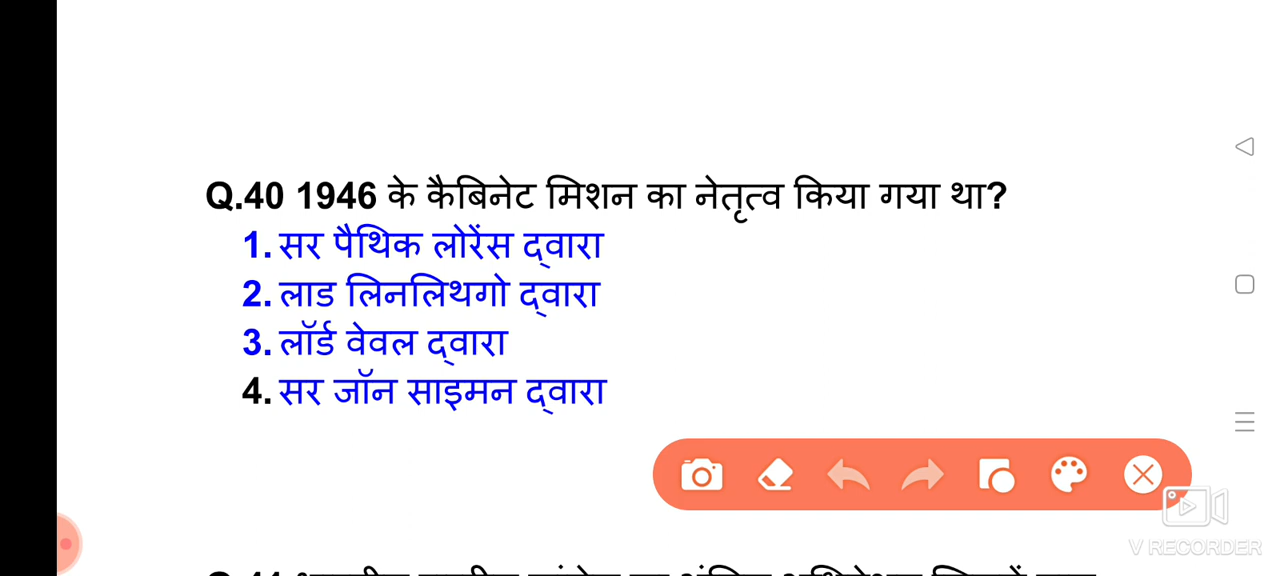 Q.40 1946 के कैबिनेट मिशन का नेतृत्व किया गया था?
1. सर पैथिक लोरेंस द्वारा
2. लाड लिनलिथगो द्वारा
3. लॉर्ड वेवल द्वारा
4. सर जॉन साइमन द्वारा
V RECORDER